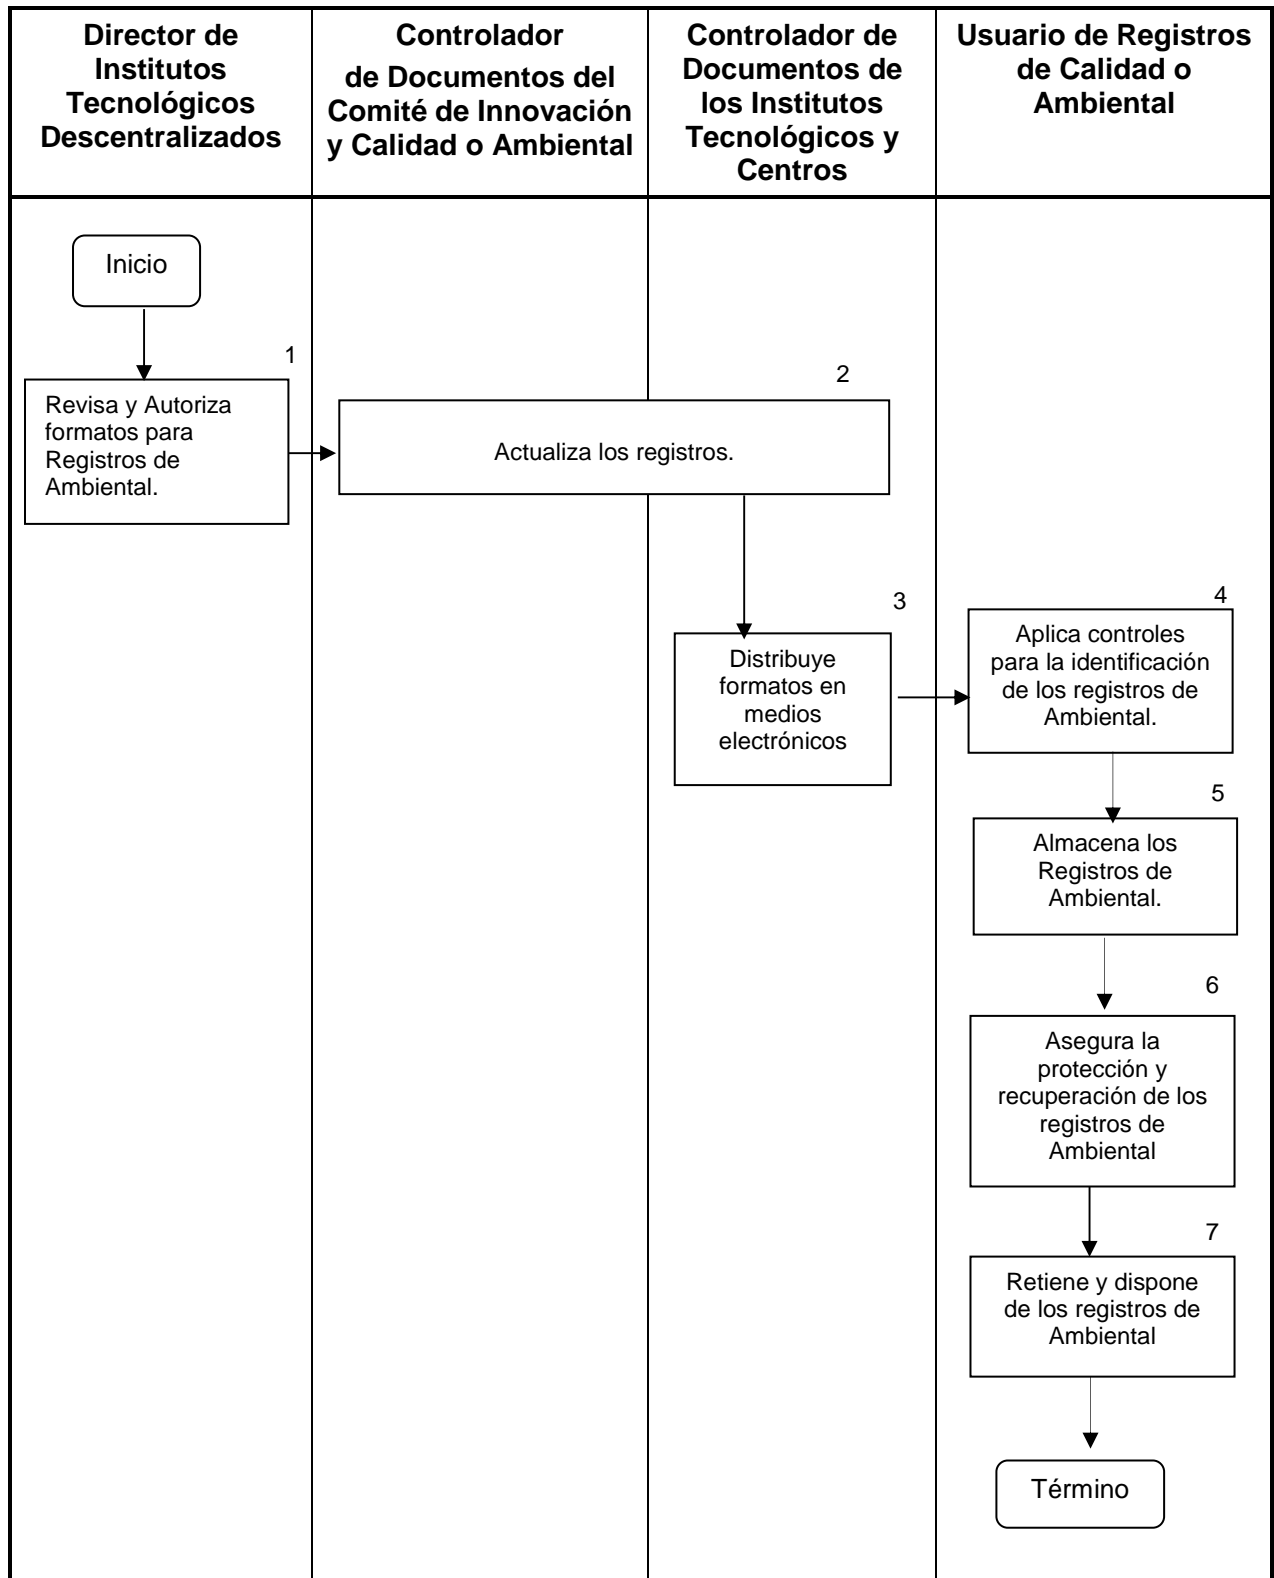 Director de
Institutos
Tecnológicos
Descentralizados
Controlador
de Documentos del
Comité de Innovación
y Calidad o Ambiental
Controlador de
Documentos de
los Institutos
Tecnológicos y
Centros
Usuario de Registros
de Calidad o
Ambiental
Inicio
1
Revisa y Autoriza
formatos para
Registros de
Ambiental.
2
Actualiza los registros.
3
Distribuye
formatos en
medios
electrónicos
4
Aplica controles
para la identificación
de los registros de
Ambiental.
5
Almacena los
Registros de
Ambiental.
6
Asegura la
protección y
recuperación de los
registros de
Ambiental
7
Retiene y dispone
de los registros de
Ambiental
Término